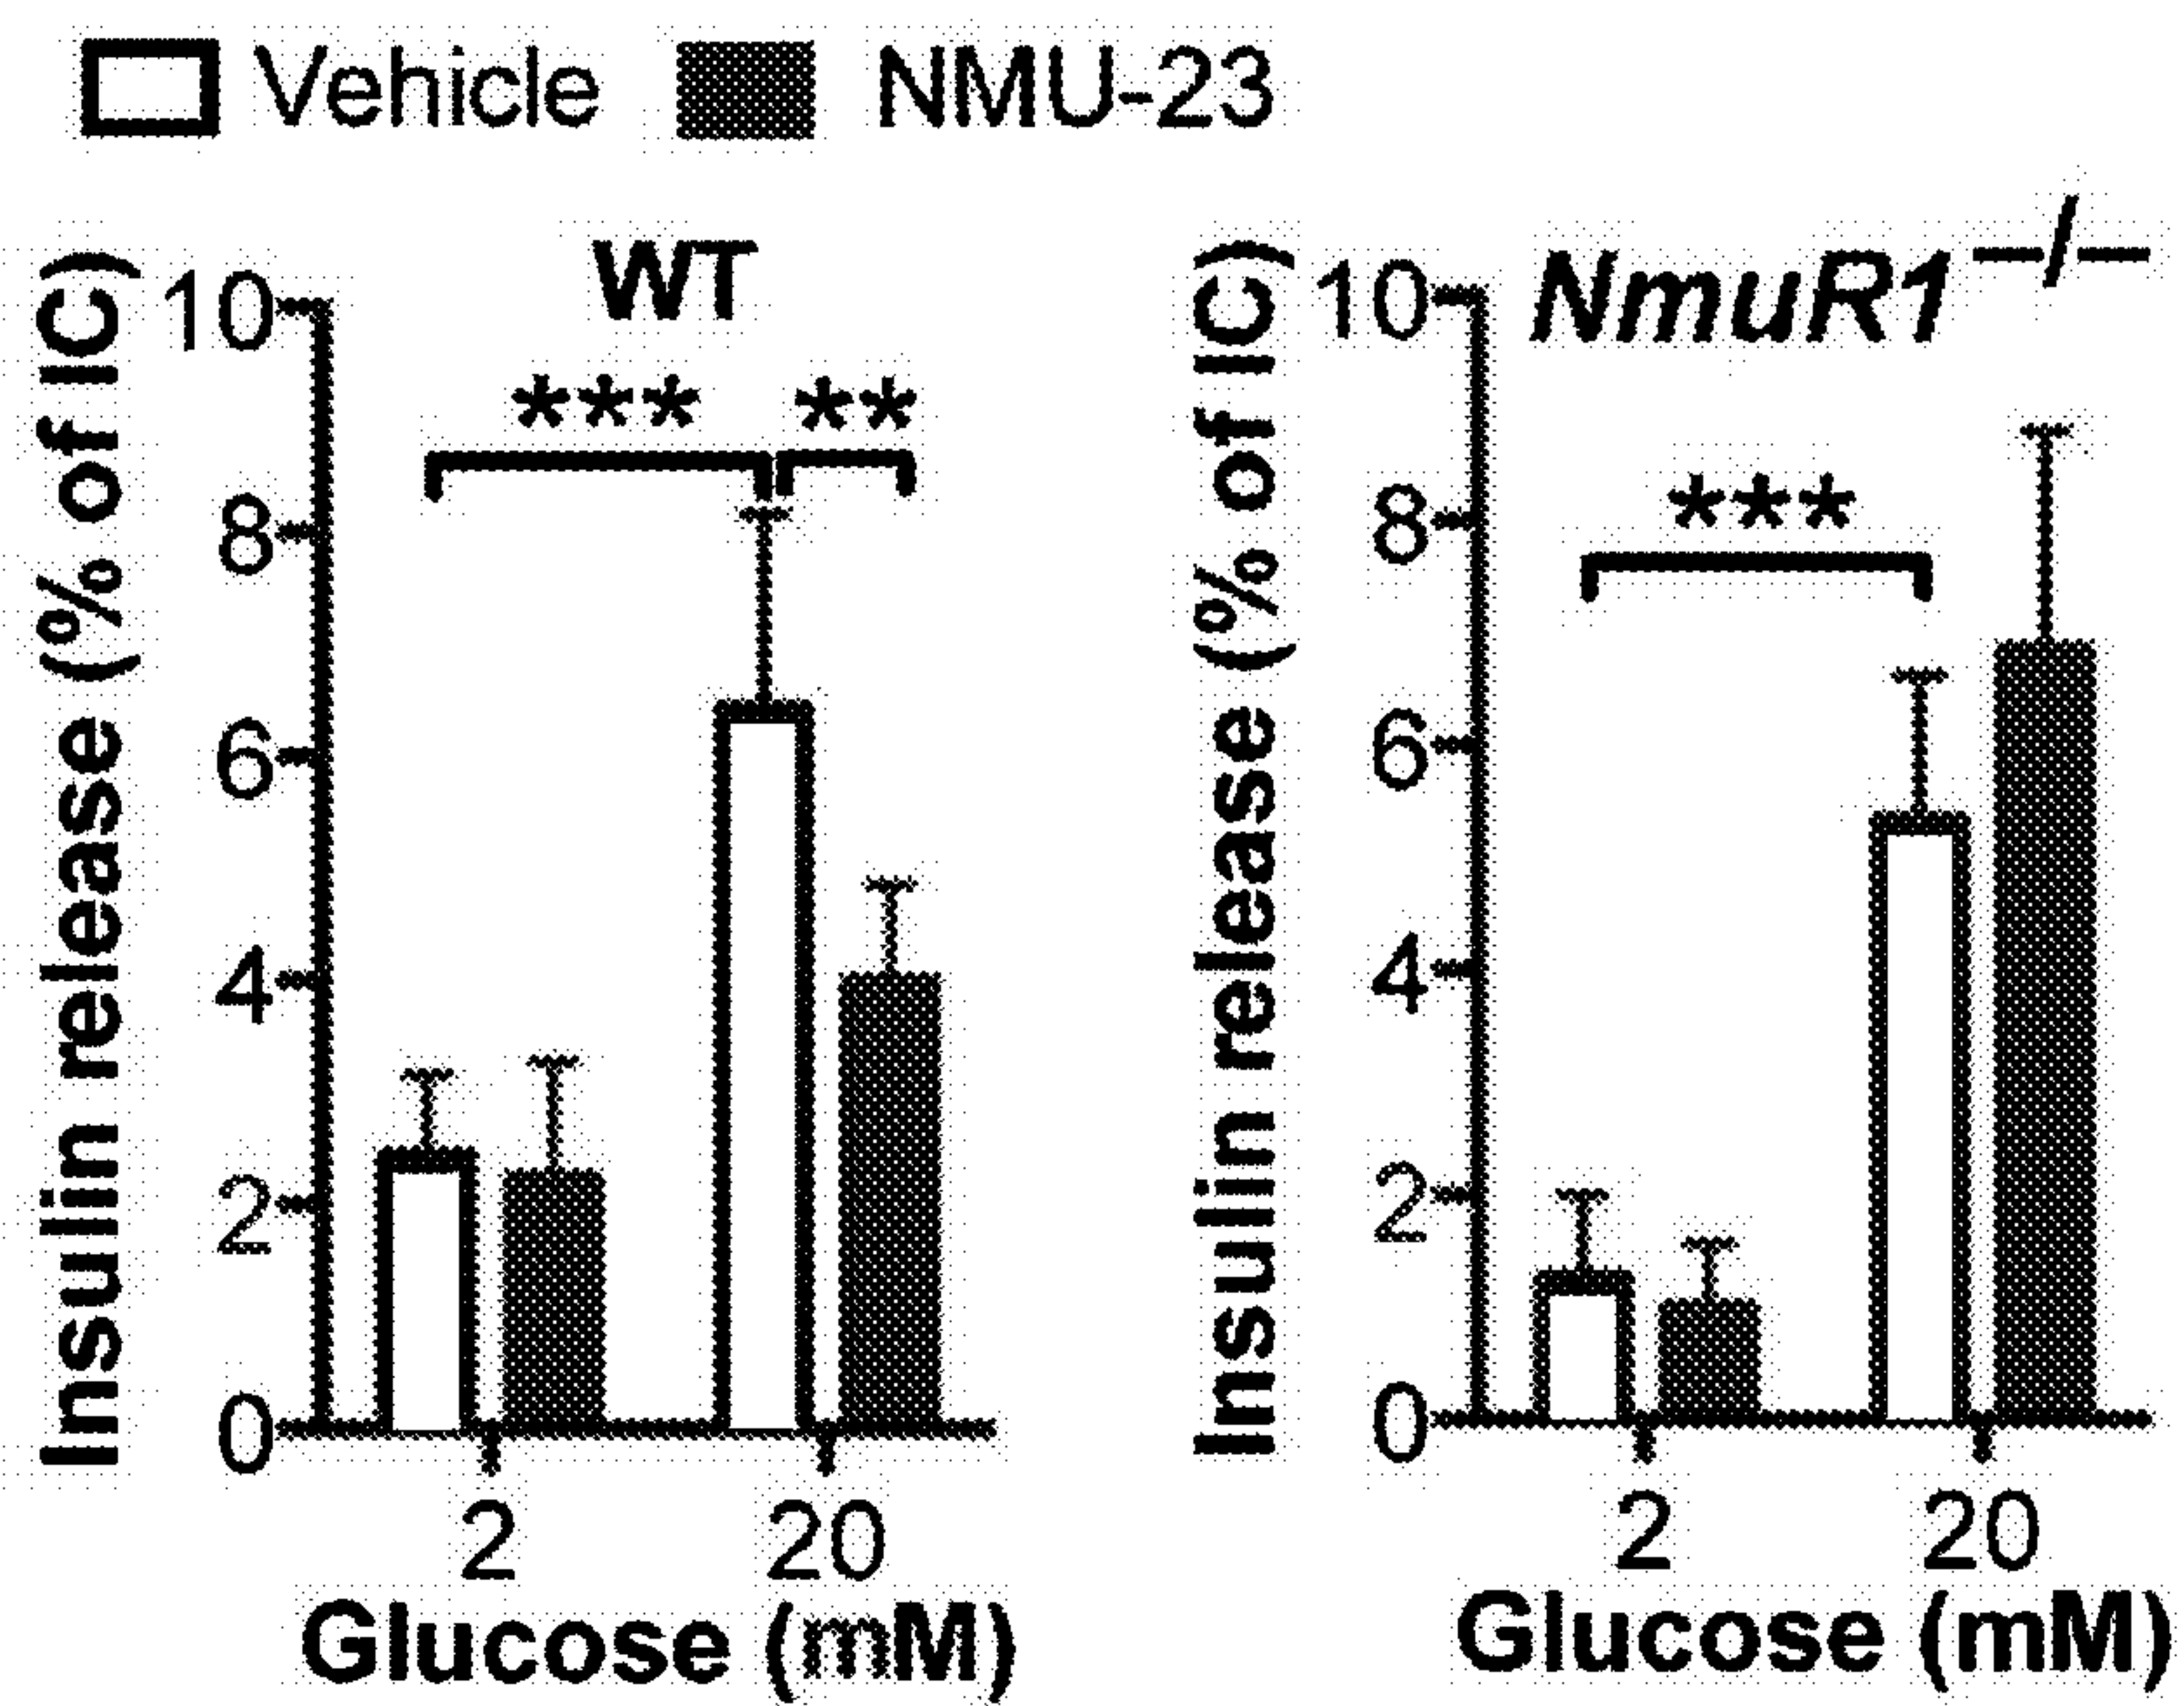 Vehicle NMU-23
WT
*** **
Insulin release (% of IC)
10
8
6
4
2
0
2 20
Glucose (mM)
NmuR1−/−
***
Insulin release (% of IC)
10
8
6
4
2
0
2 20
Glucose (mM)